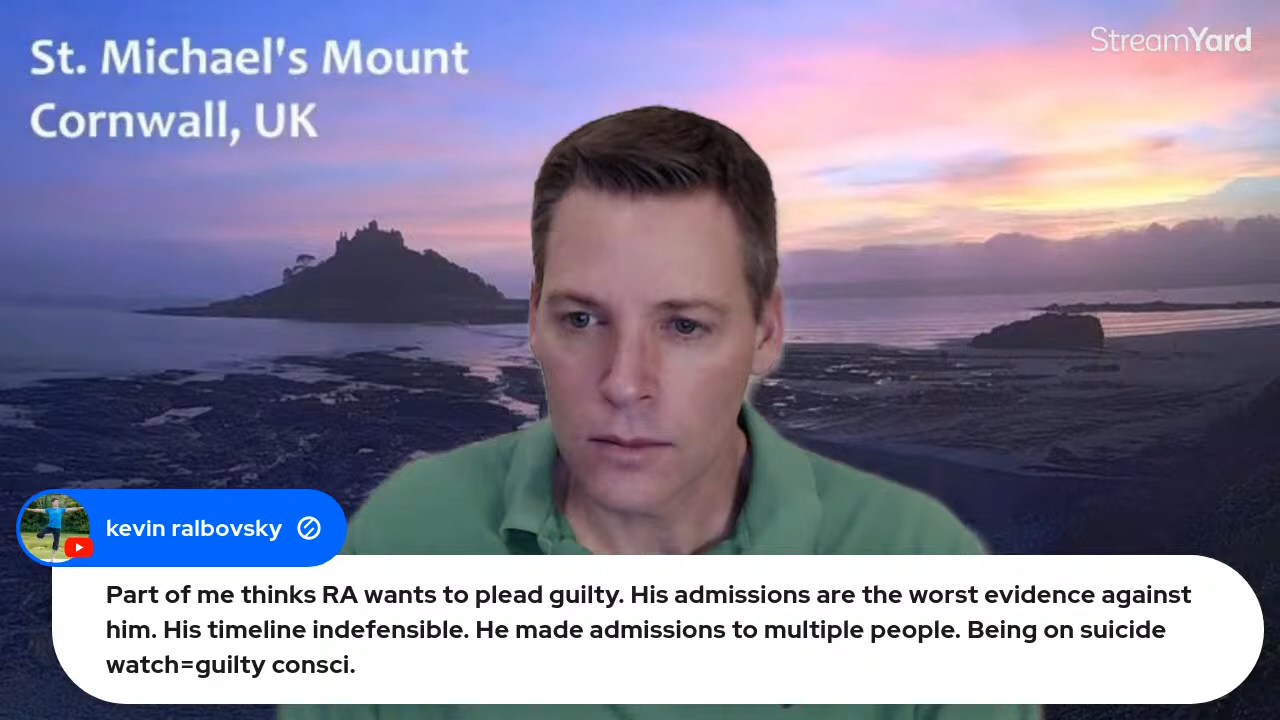 St. Michael's Mount
Cornwall, UK
StreamYard
kevin ralbovsky
Part of me thinks RA wants to plead guilty. His admissions are the worst evidence against
him. His timeline indefensible. He made admissions to multiple people. Being on suicide
watch=guilty consci.